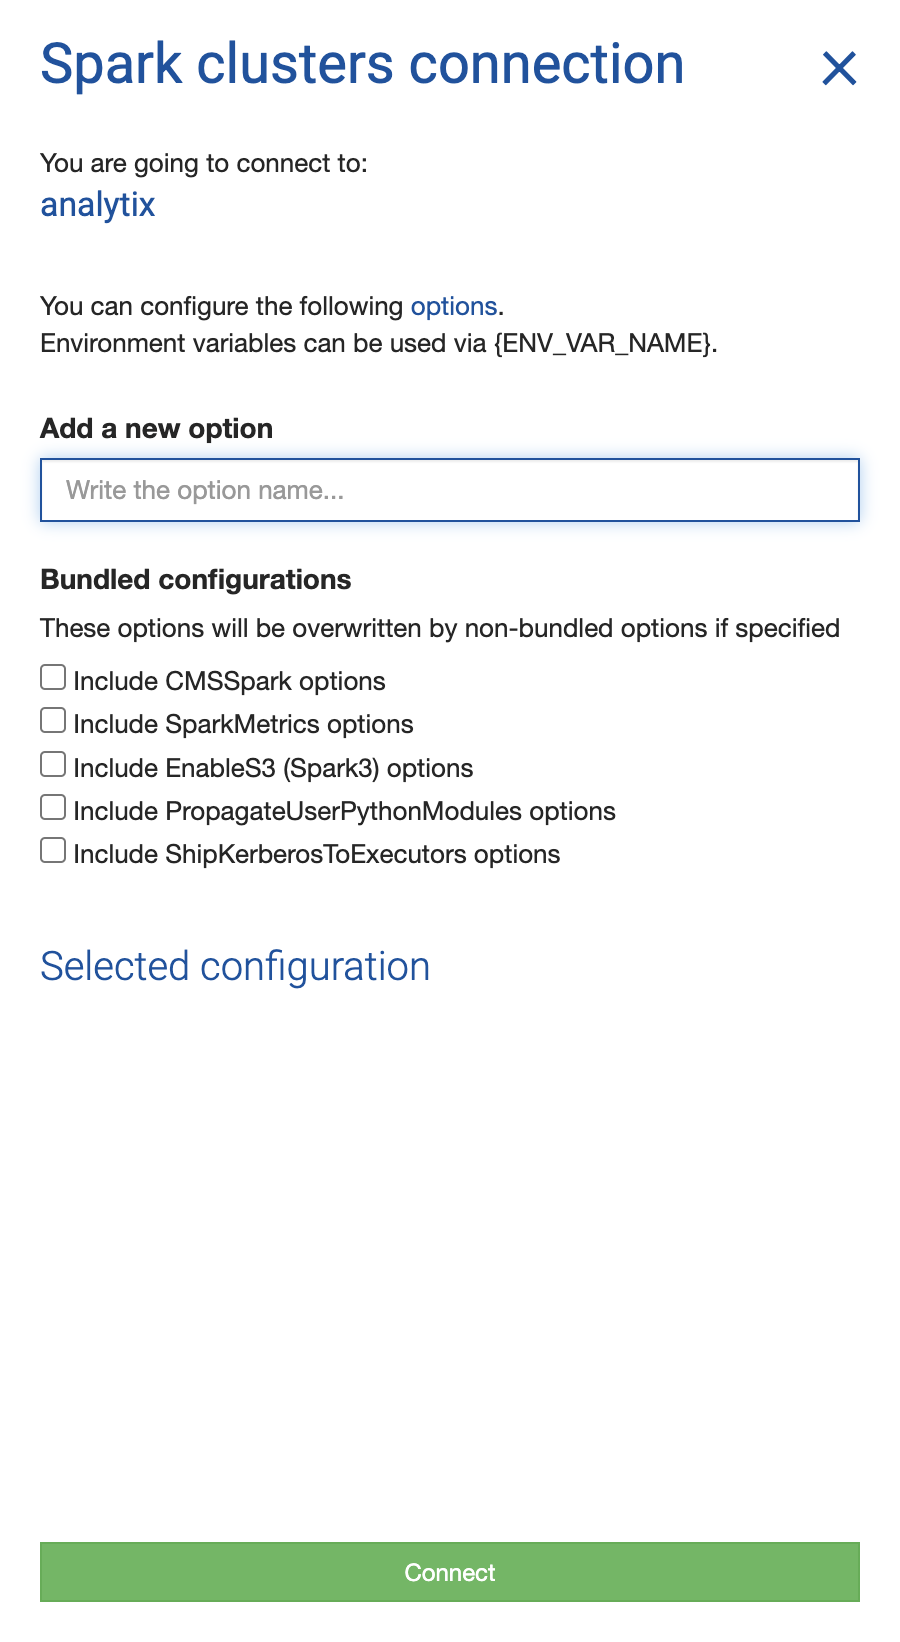 Spark clusters connection
You are going to connect to:
analytix
You can configure the following options.
Environment variables can be used via {ENV_VAR_NAME}.
Add a new option
Write the option name...
Bundled configurations
These options will be overwritten by non-bundled options if specified
Include CMSSpark options
Include SparkMetrics options
Include EnableS3 (Spark3) options
Include PropagateUserPythonModules options
Include ShipKerberosToExecutors options
Selected configuration
Connect